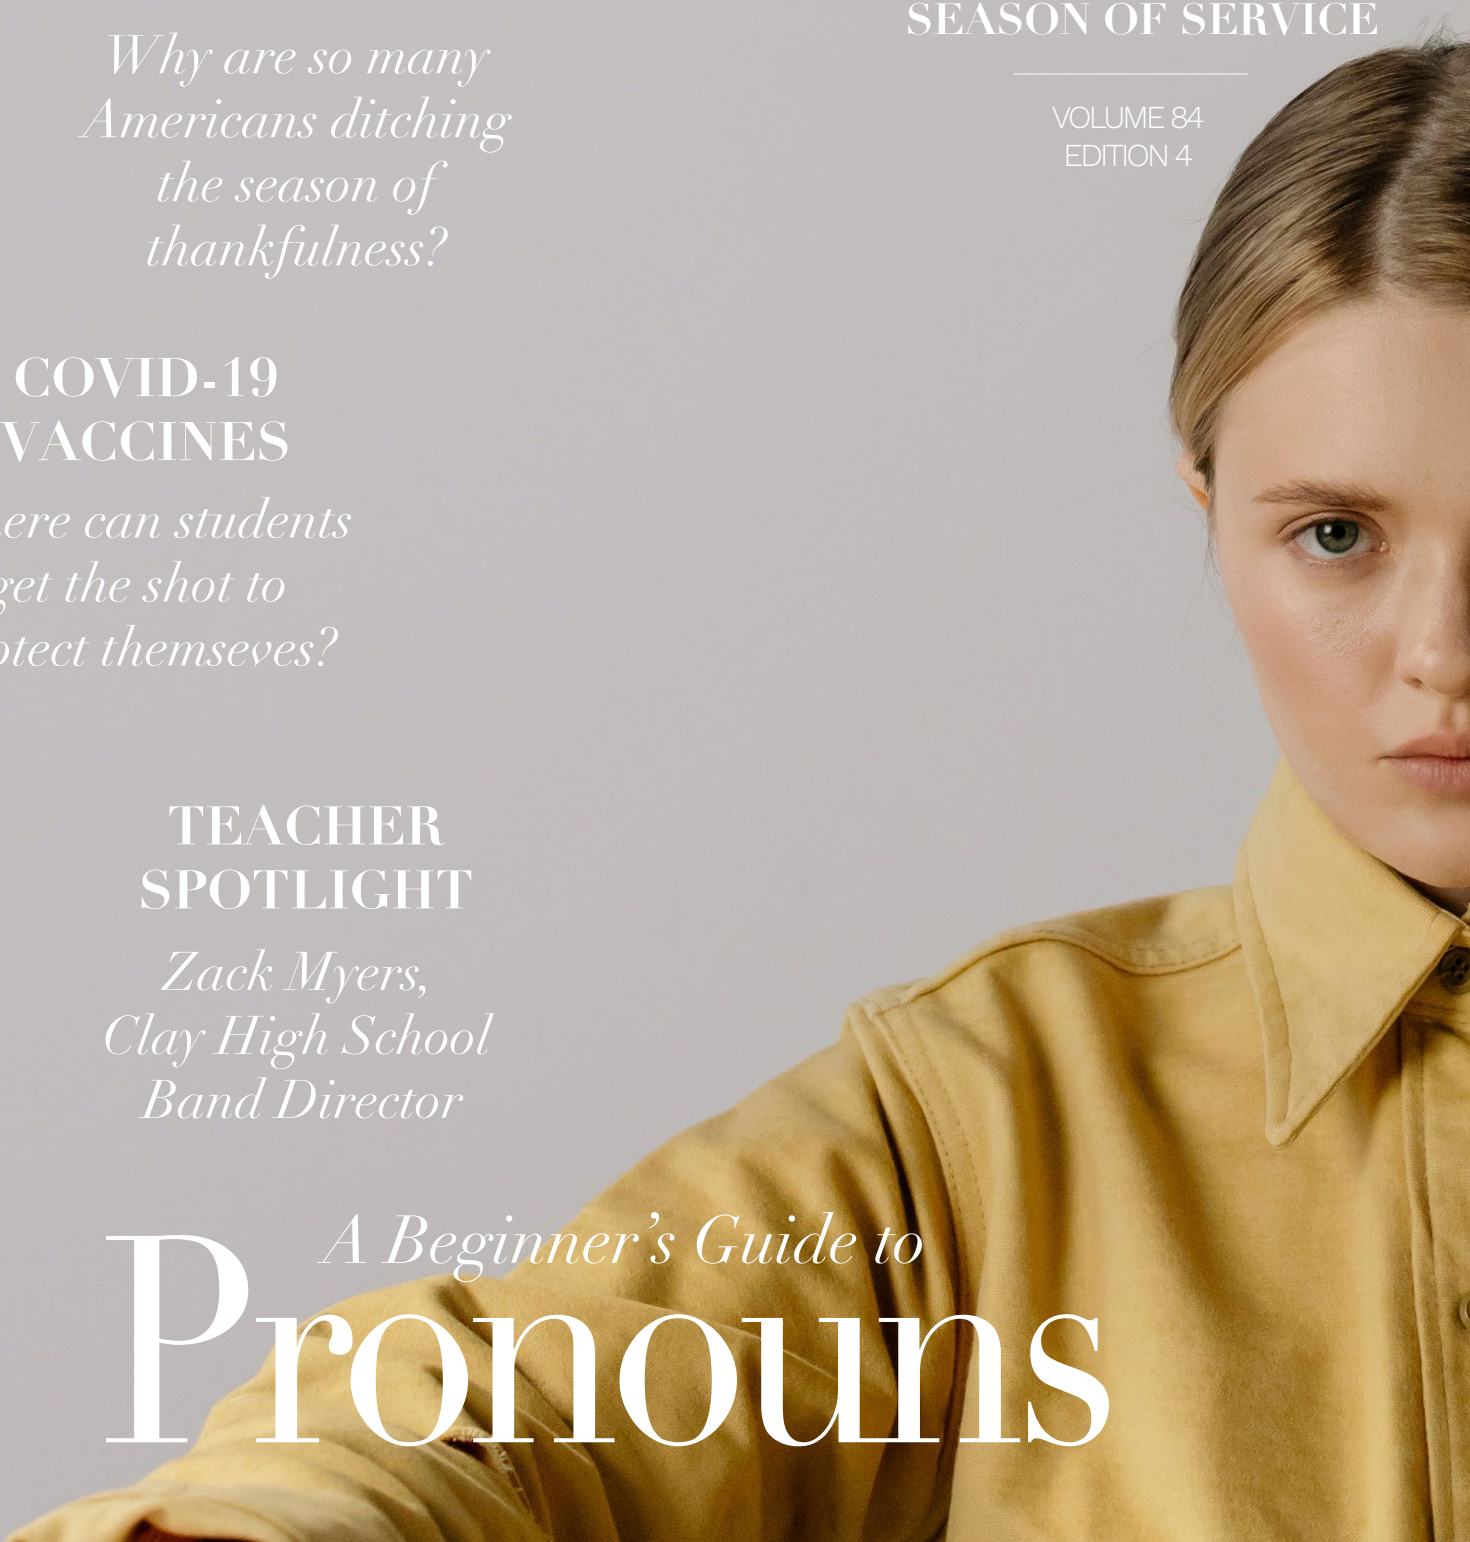 SEASON OF SERVICE
VOLUME 84
EDITION 4
Why are so many
Americans ditching
the season of
thankfulness?
COVID-19
VACCINES
can students
get the shot to
themseves?
TEACHER
SPOTLIGHT
Zack Myers,
Clay High School
Band Director
A Beginner’s Guide to
Pronouns